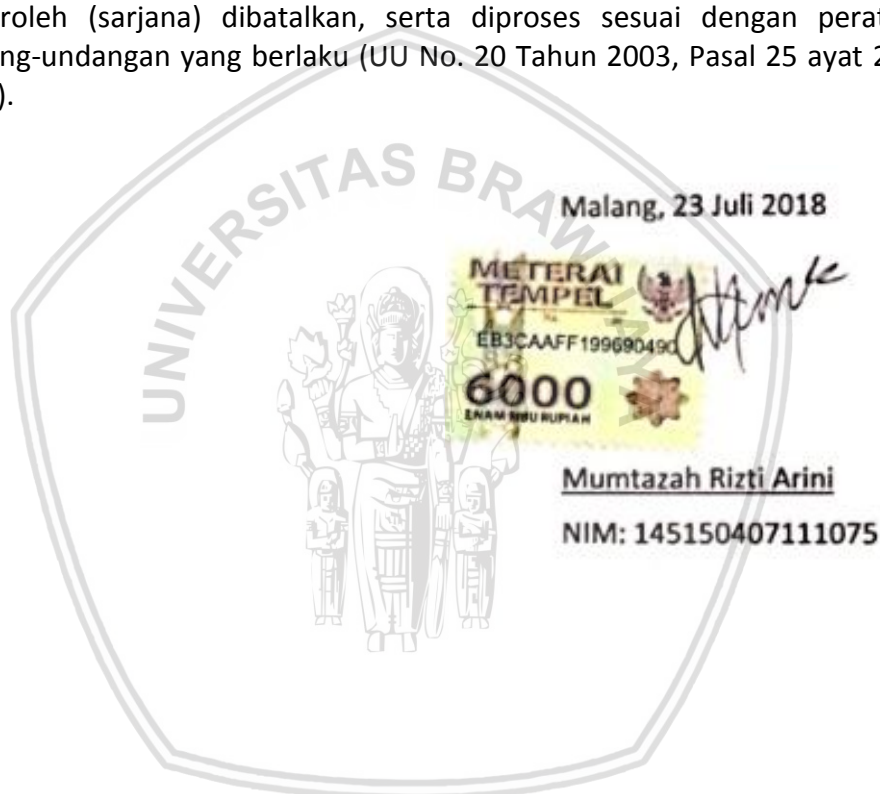 roleh (sarjana) dibatalkan, serta diproses sesuai dengan perat
ng-undangan yang berlaku (UU No. 20 Tahun 2003, Pasal 25 ayat 2
).
UNIVERSITAS BRAWIJAYA
Malang, 23 Juli 2018
METERAI
TEMPEL
EB3CAAFF199690490
6000
ENAM RIBU RUPIAH
Mumtazah Rizti Arini
NIM: 145150407111075